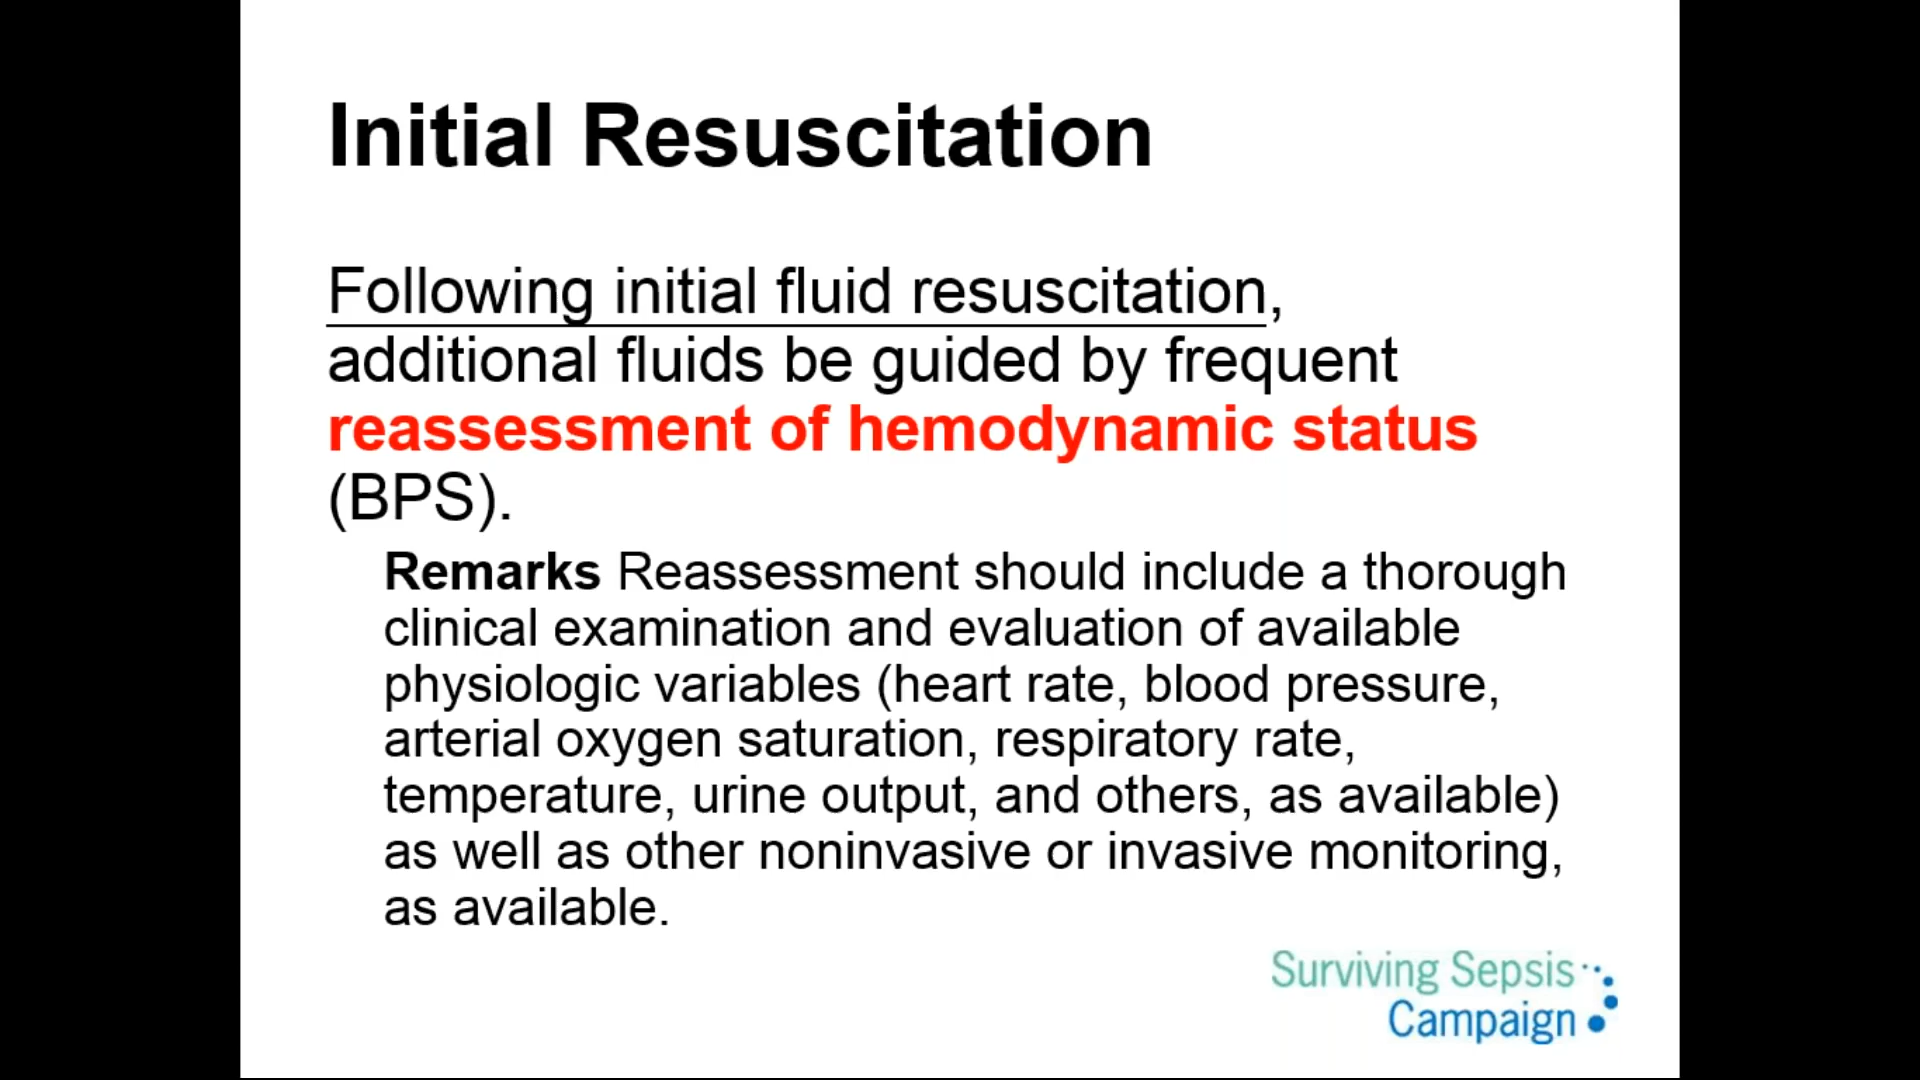 Initial Resuscitation
Following initial fluid resuscitation,
additional fluids be guided by frequent
reassessment of hemodynamic status
(BPS).
Remarks Reassessment should include a thorough
clinical examination and evaluation of available
physiologic variables (heart rate, blood pressure,
arterial oxygen saturation, respiratory rate,
temperature, urine output, and others, as available)
as well as other noninvasive or invasive monitoring,
as available.
Surviving Sepsis
Campaign